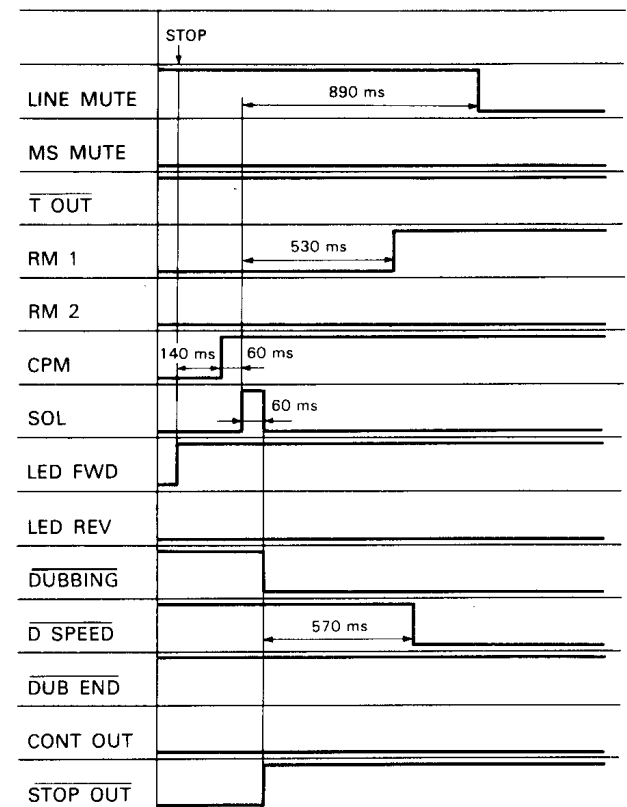 STOP
LINE MUTE
890 ms
MS MUTE
T OUT
RM 1
530 ms
RM 2
CPM
140 ms
60 ms
SOL
60 ms
LED FWD
LED REV
DUBBING
D SPEED
570 ms
DUB END
CONT OUT
STOP OUT